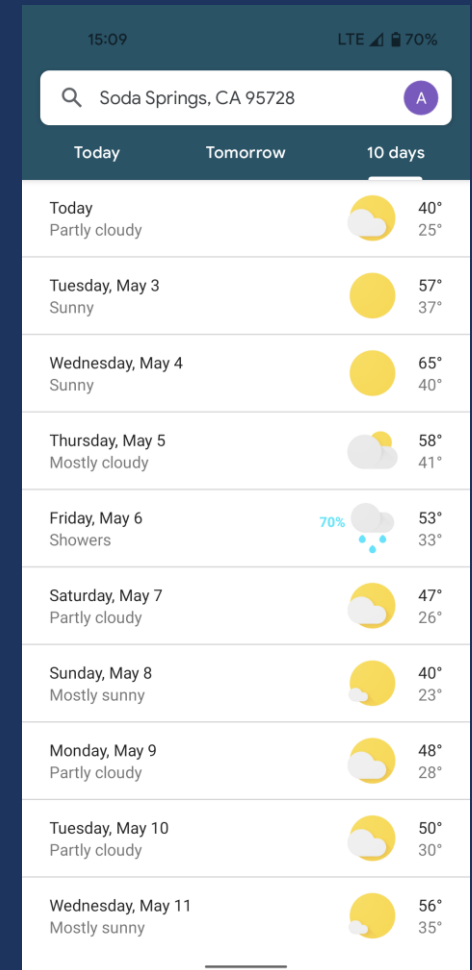 15:09 LTE 70%
Soda Springs, CA 95728 A
Today Tomorrow 10 days
Today 40°
Partly cloudy 25°
Tuesday, May 3 57°
Sunny 37°
Wednesday, May 4 65°
Sunny 40°
Thursday, May 5 58°
Mostly cloudy 41°
Friday, May 6 70% 53°
Showers 33°
Saturday, May 7 47°
Partly cloudy 26°
Sunday, May 8 40°
Mostly sunny 23°
Monday, May 9 48°
Partly cloudy 28°
Tuesday, May 10 50°
Partly cloudy 30°
Wednesday, May 11 56°
Mostly sunny 35°